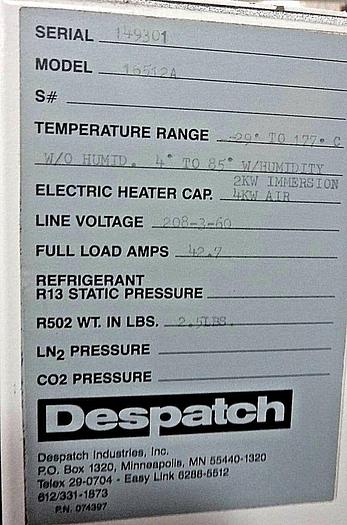 SERIAL 149301
MODEL 16512A
S#
TEMPERATURE RANGE -29° TO 177° C
W/O HUMID. 4° TO 85° W/HUMIDITY
2KW IMMERSION
ELECTRIC HEATER CAP. 4KW AIR
LINE VOLTAGE 208-3-60
FULL LOAD AMPS 42.7
REFRIGERANT
R13 STATIC PRESSURE
R502 WT. IN LBS. 2.5LBS.
LN2 PRESSURE
CO2 PRESSURE
Despatch
Despatch Industries, Inc.
P.O. Box 1320, Minneapolis, MN 55440-1320
Telex 29-0704 - Easy Link 6288-5512
612/331-1873
P.N. 074397